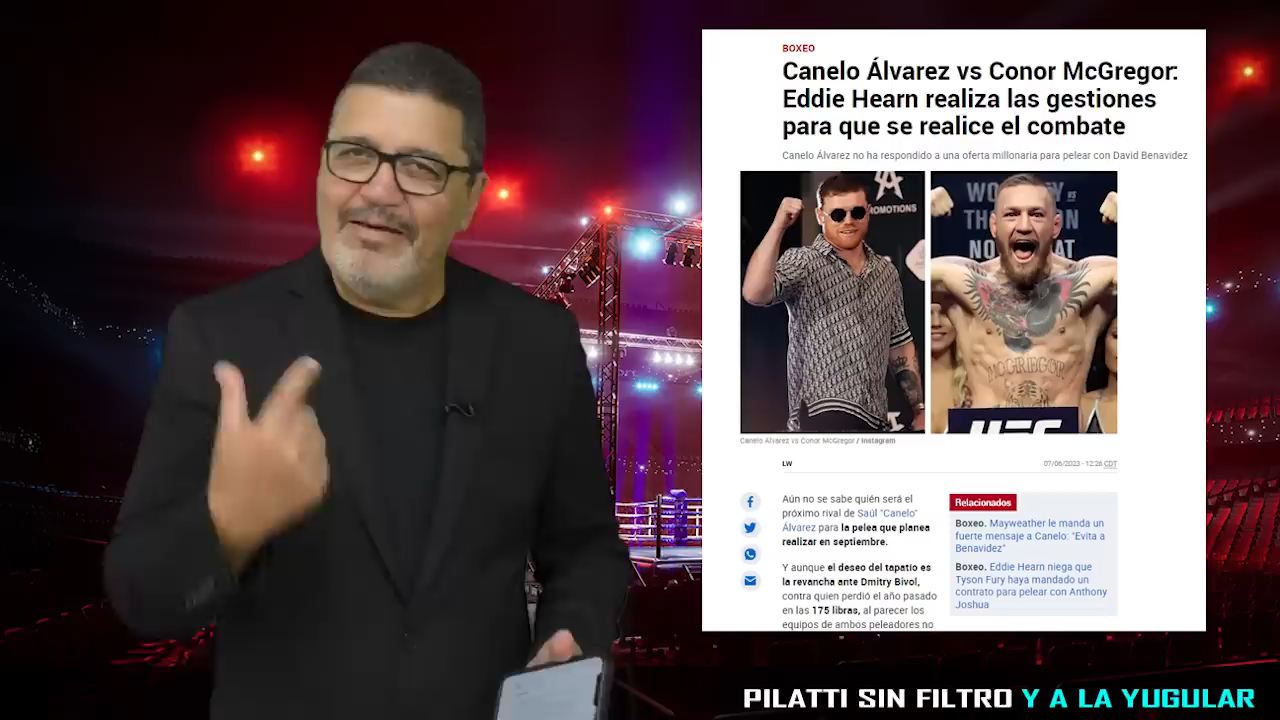 BOXEO
Canelo Álvarez vs Conor McGregor:
Eddie Hearn realiza las gestiones
para que se realice el combate
Canelo Álvarez no ha respondido a una oferta millonaria para pelear con David Benavidez
PROMOTIONS
VS
NO
MCGREGOR
UFC
Canelo Álvarez vs Conor McGregor / Instagram
LW
07/06/2023 - 12:26 CDT
Aún no se sabe quién será el
próximo rival de Saúl "Canelo"
Álvarez para la pelea que planea
realizar en septiembre.
Y aunque el deseo del tapatío es
la revancha ante Dmitry Bivol,
contra quien perdió el año pasado
en las 175 libras, al parecer los
equipos de ambos peleadores no
Relacionados
Boxeo. Mayweather le manda un
fuerte mensaje a Canelo: "Evita a
Benavidez"
Boxeo. Eddie Hearn niega que
Tyson Fury haya mandado un
contrato para pelear con Anthony
Joshua
PILATTI SIN FILTRO Y A LA YUGULAR